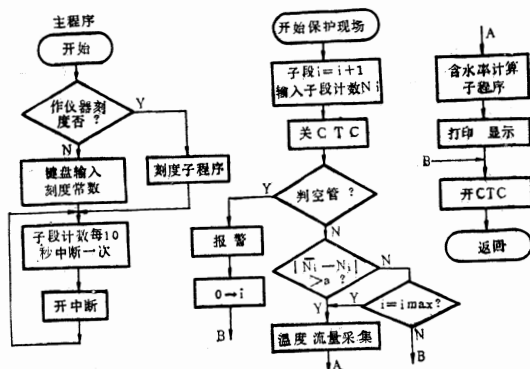 主程序
开始
作仪器刻
度否？
Y
N
键盘输入
刻度常数
刻度子程序
子段计数每10
秒中断一次
开中断
开始保护现场
子段i=i+1
输入子段计数Ni
关CTC
判空管？
Y
N
报警
0→i
B
|N̅i－Ni|
>a？
N
Y
Y
i=imax？
N
B
温度流量采集
A
A
含水率计算
子程序
打印 显示
B
开CTC
返回